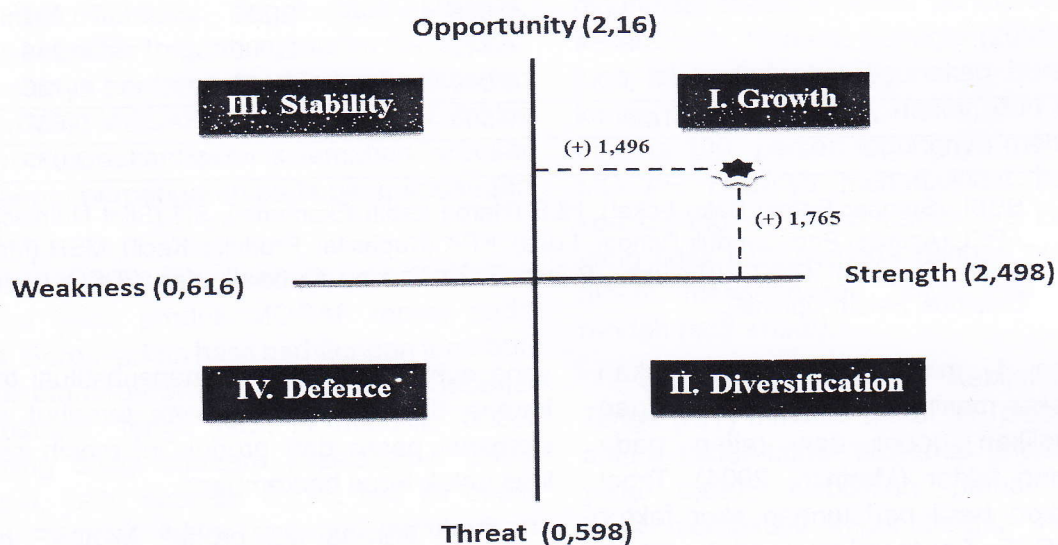 Opportunity (2,16)
III. Stability
I. Growth
(+) 1,496
(+) 1,765
Weakness (0,616)
Strength (2,498)
IV. Defence
II. Diversification
Threat (0,598)